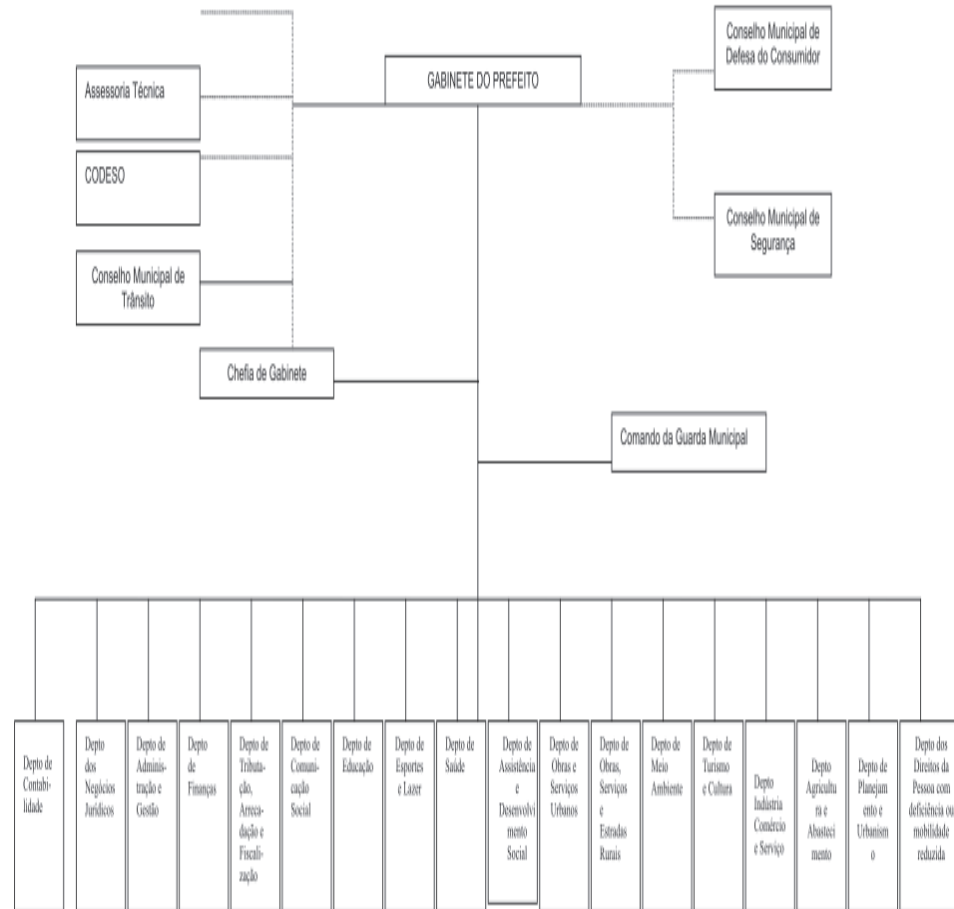 Conselho Municipal de
Defesa do Consumidor
GABINETE DO PREFEITO
Assessoria Técnica
CODESO
Conselho Municipal de
Segurança
Conselho Municipal de
Trânsito
Chefia de Gabinete
Comando da Guarda Municipal
Depto de
Contabi-
lidade
Depto
dos
Negócios
Jurídicos
Depto de
Adminis-
tração e
Gestão
Depto
de
Finanças
Depto de
Tributa-
ção,
Arreca-
dação e
Fiscali-
zação
Depto de
Comuni-
cação
Social
Depto de
Educação
Depto de
Esportes
e Lazer
Depto de
Saúde
Depto de
Assistência
e
Desenvolvi
mento
Social
Depto de
Obras e
Serviços
Urbanos
Depto de
Obras,
Serviços
e
Estradas
Rurais
Depto de
Meio
Ambiente
Depto de
Turismo
e Cultura
Depto
Indústria
Comércio
e Serviço
Depto
Agricultu
ra e
Abasteci
mento
Depto de
Planejam
ento e
Urbanism
o
Depto dos
Direitos da
Pessoa com
deficiência ou
mobilidade
reduzida